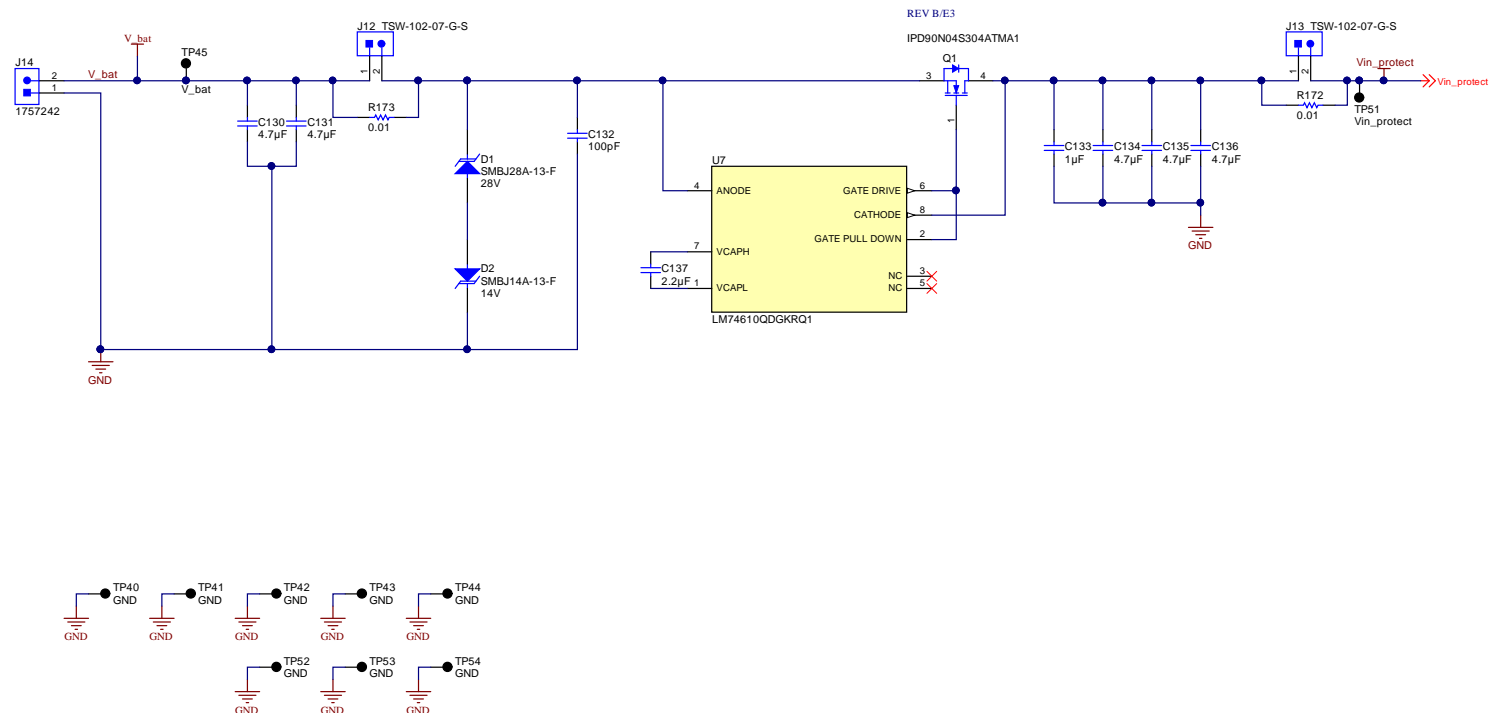 REV B/E3
IPD90N04S304ATMA1
J14
2
1
1757242
V_bat
V_bat
TP45
V_bat
J12 TSW-102-07-G-S
1
2
C130
4.7µF
C131
4.7µF
R173
0.01
D1
SMBJ28A-13-F
28V
D2
SMBJ14A-13-F
14V
C132
100pF
GND
Q1
3
4
1
U7
4
ANODE
GATE DRIVE
6
CATHODE
8
GATE PULL DOWN
2
7
VCAPH
1
VCAPL
NC
3
NC
5
LM74610QDGKRQ1
C137
2.2µF
C133
1µF
C134
4.7µF
C135
4.7µF
C136
4.7µF
GND
J13 TSW-102-07-G-S
1
2
R172
0.01
Vin_protect
Vin_protect
TP51
Vin_protect
TP40
GND
GND
TP41
GND
GND
TP42
GND
GND
TP43
GND
GND
TP44
GND
GND
TP52
GND
GND
TP53
GND
GND
TP54
GND
GND